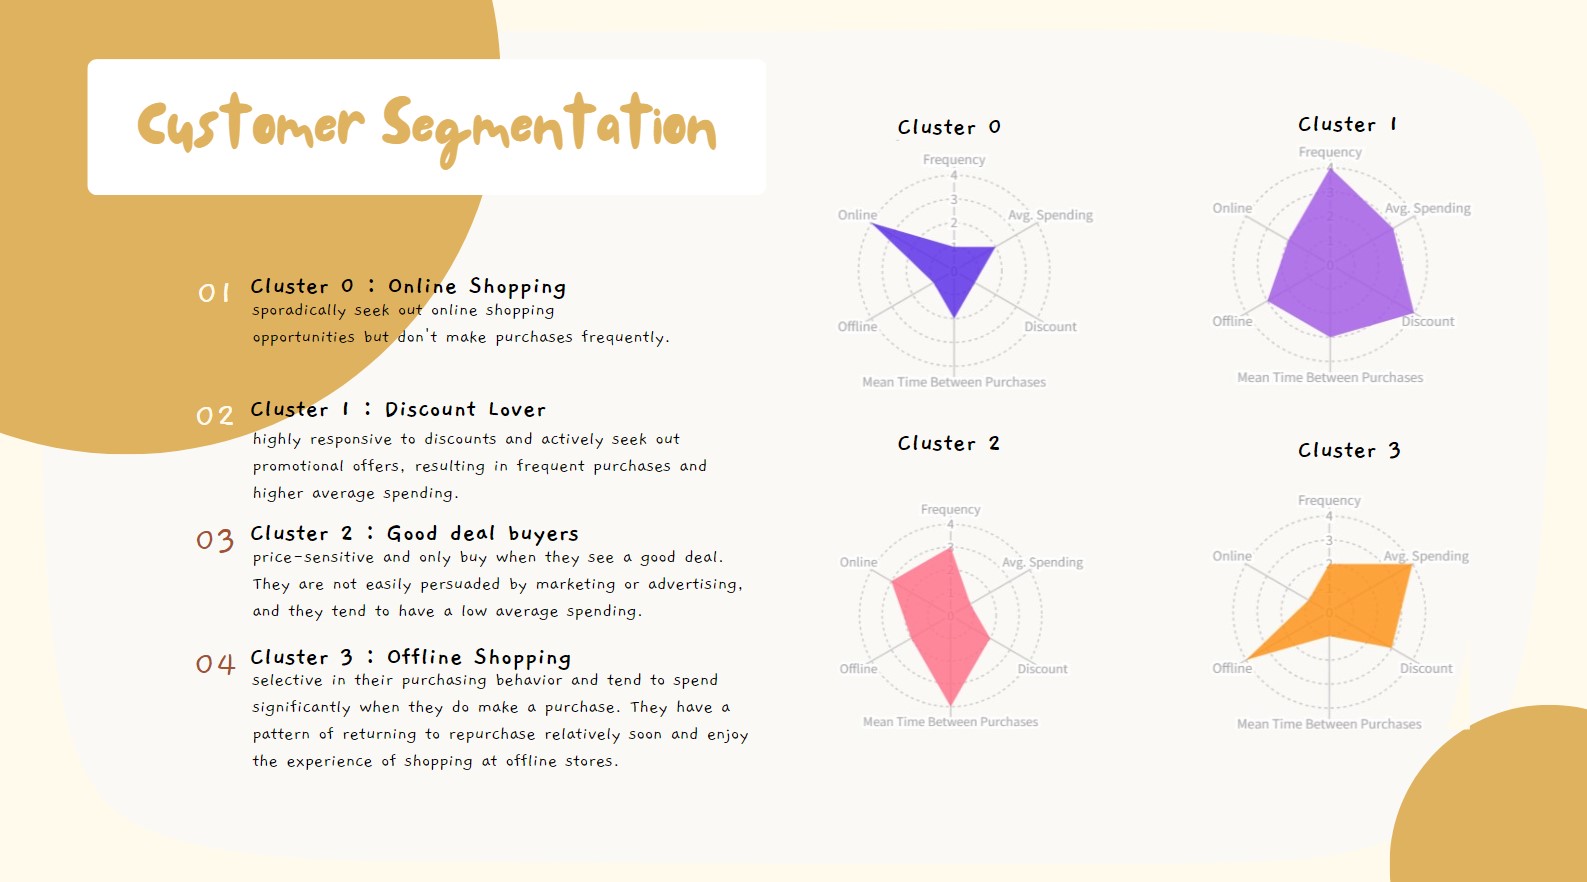 Customer Segmentation
01 Cluster 0 : Online Shopping
sporadically seek out online shopping
opportunities but don't make purchases frequently.
02 Cluster 1 : Discount Lover
highly responsive to discounts and actively seek out
promotional offers, resulting in frequent purchases and
higher average spending.
03 Cluster 2 : Good deal buyers
price-sensitive and only buy when they see a good deal.
They are not easily persuaded by marketing or advertising,
and they tend to have a low average spending.
04 Cluster 3 : Offline Shopping
selective in their purchasing behavior and tend to spend
significantly when they do make a purchase. They have a
pattern of returning to repurchase relatively soon and enjoy
the experience of shopping at offline stores.
Cluster 0
Frequency
4
3
2
0
Online
Avg. Spending
Offline
Discount
Mean Time Between Purchases
Cluster 1
Frequency
4
3
2
1
0
Online
Avg. Spending
Offline
Discount
Mean Time Between Purchases
Cluster 2
Frequency
4
3
2
0
Online
Avg. Spending
Offline
Discount
Mean Time Between Purchases
Cluster 3
Frequency
4
3
2
1
0
Online
Avg. Spending
Offline
Discount
Mean Time Between Purchases